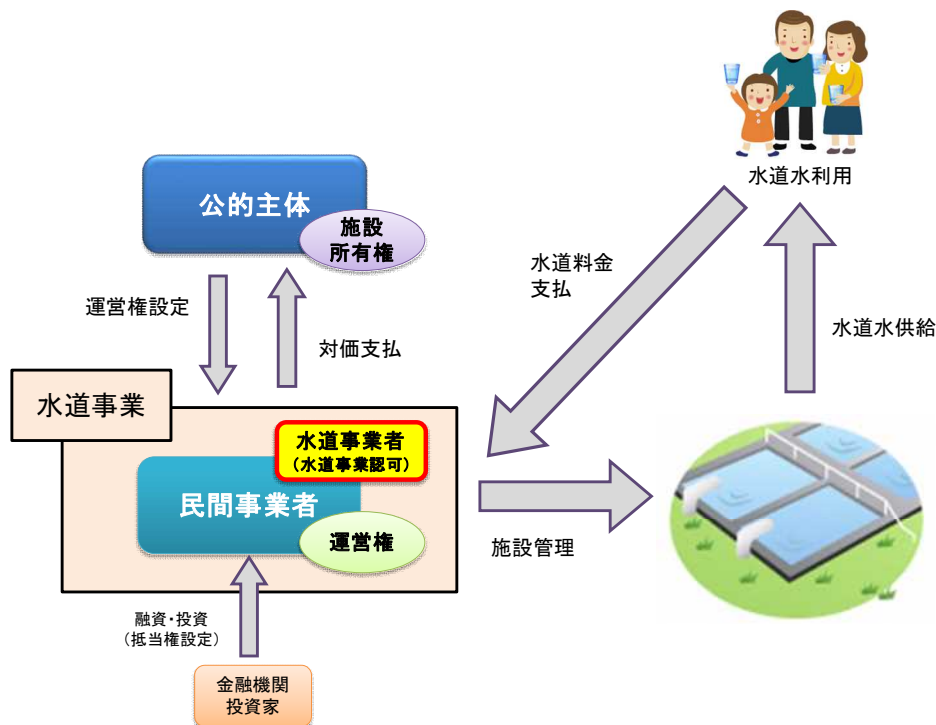 水道水利用
公的主体
施設
所有権
水道料金
支払
運営権設定
対価支払
水道水供給
水道事業
水道事業者
（水道事業認可）
民間事業者
運営権
施設管理
融資・投資
（抵当権設定）
金融機関
投資家